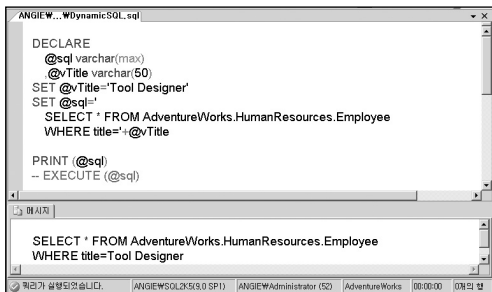 ANGIE₩...₩DynamicSQL.sql
DECLARE
@sql varchar(max)
,@vTitle varchar(50)
SET @vTitle='Tool Designer'
SET @sql='
SELECT * FROM AdventureWorks.HumanResources.Employee
WHERE title='+@vTitle
PRINT (@sql)
-- EXECUTE (@sql)
메시지
SELECT * FROM AdventureWorks.HumanResources.Employee
WHERE title=Tool Designer
쿼리가 실행되었습니다. ANGIE₩SQL2K5(9,0 SP1) ANGIE₩Administrator (52) AdventureWorks 00:00:00 0개의 행